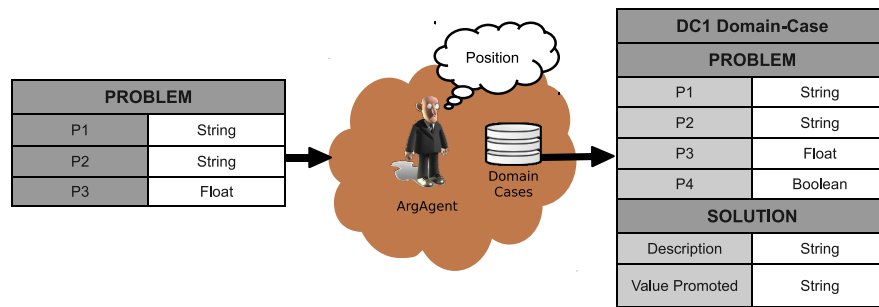 PROBLEM
P1 String
P2 String
P3 Float
Position
ArgAgent
Domain
Cases
DC1 Domain-Case
PROBLEM
P1 String
P2 String
P3 Float
P4 Boolean
SOLUTION
Description String
Value Promoted String